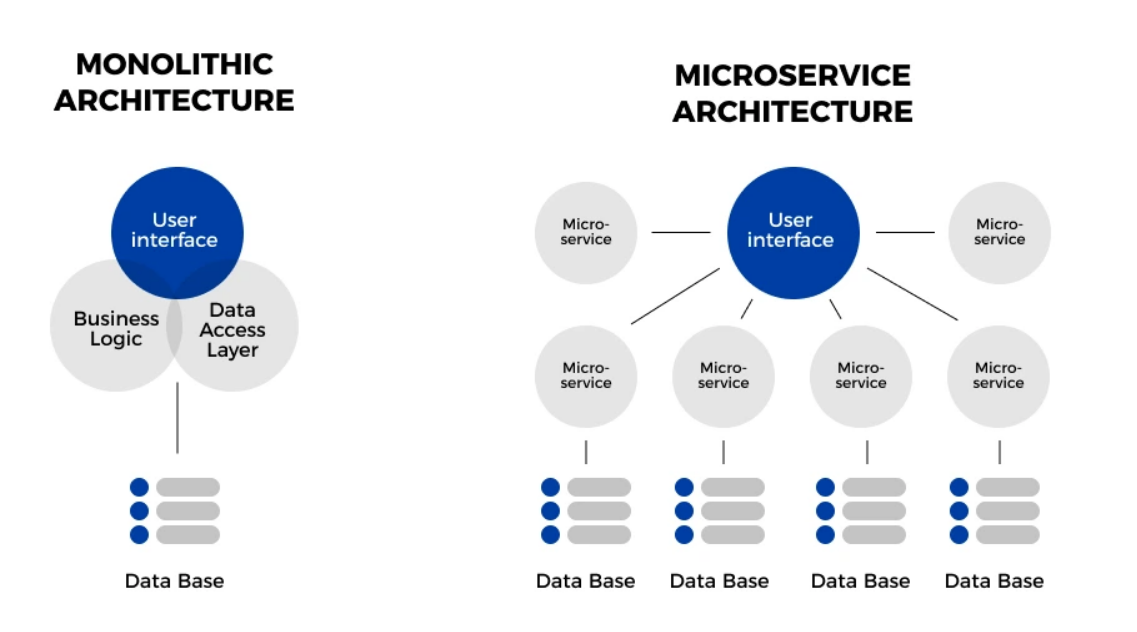 MONOLITHIC
ARCHITECTURE
User
interface
Business
Logic
Data
Access
Layer
Data Base
MICROSERVICE
ARCHITECTURE
Micro-
service
User
interface
Micro-
service
Micro-
service
Micro-
service
Micro-
service
Micro-
service
Data Base
Data Base
Data Base
Data Base